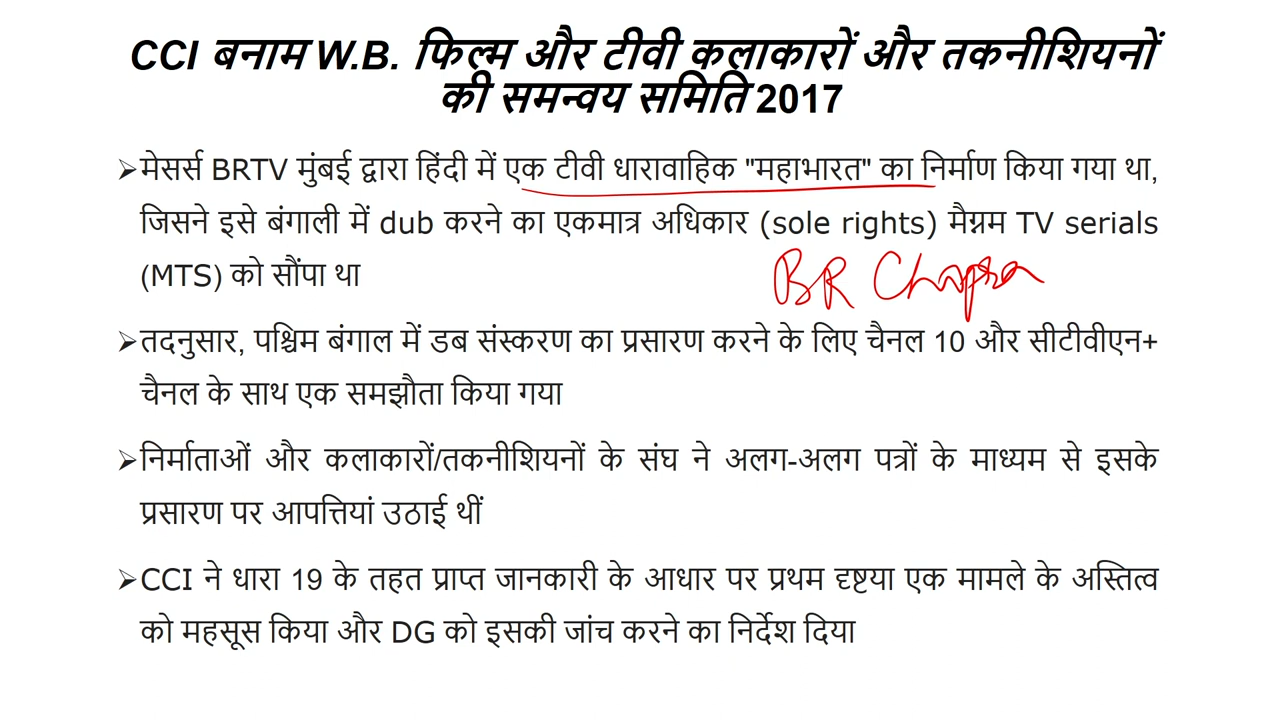 CCI बनाम W.B. फिल्म और टीवी कलाकारों और तकनीशियनों
की समन्वय समिति 2017
➢मेसर्स BRTV मुंबई द्वारा हिंदी में एक टीवी धारावाहिक "महाभारत" का निर्माण किया गया था,
जिसने इसे बंगाली में dub करने का एकमात्र अधिकार (sole rights) मैग्नम TV serials
(MTS) को सौंपा था
BR Chopra
➢तदनुसार, पश्चिम बंगाल में डब संस्करण का प्रसारण करने के लिए चैनल 10 और सीटीवीएन+
चैनल के साथ एक समझौता किया गया
➢निर्माताओं और कलाकारों/तकनीशियनों के संघ ने अलग-अलग पत्रों के माध्यम से इसके
प्रसारण पर आपत्तियां उठाई थीं
➢CCI ने धारा 19 के तहत प्राप्त जानकारी के आधार पर प्रथम दृष्टया एक मामले के अस्तित्व
को महसूस किया और DG को इसकी जांच करने का निर्देश दिया